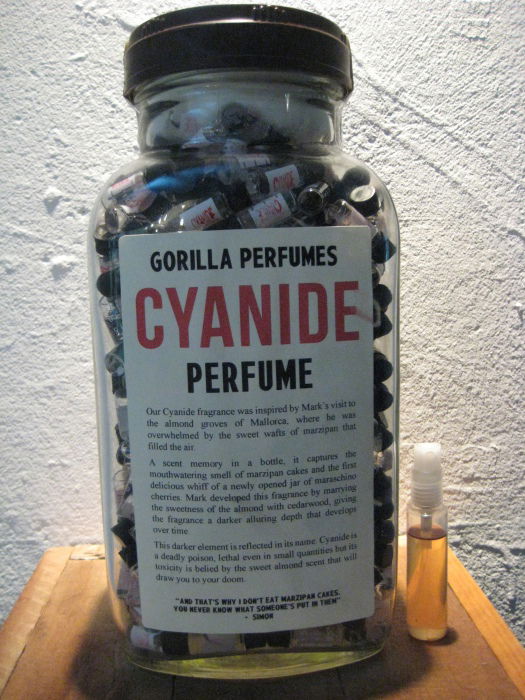 CYANIDE
CYANIDE
GORILLA PERFUMES
CYANIDE
PERFUME
Our Cyanide fragrance was inspired by Mark's visit to
the almond groves of Mallorca, where he was
overwhelmed by the sweet wafts of marzipan that
filled the air.
A scent memory in a bottle, it captures the
mouthwatering smell of marzipan cakes and the first
delicious whiff of a newly opened jar of maraschino
cherries. Mark developed this fragrance by marrying
the sweetness of the almond with cedarwood, giving
the fragrance a darker alluring depth that develops
over time.
This darker element is reflected in its name. Cyanide is
a deadly poison, lethal even in small quantities but its
toxicity is belied by the sweet almond scent that will
draw you to your doom.
"AND THAT'S WHY I DON'T EAT MARZIPAN CAKES.
YOU NEVER KNOW WHAT SOMEONE'S PUT IN THEM"
- SIMON